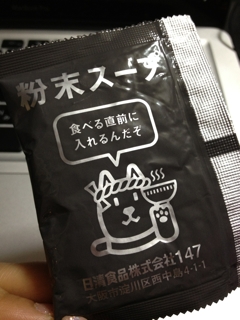 粉末スープ
食べる直前に
入れるんだぞ
日清食品株式会社147
大阪市淀川区西中島4-1-1